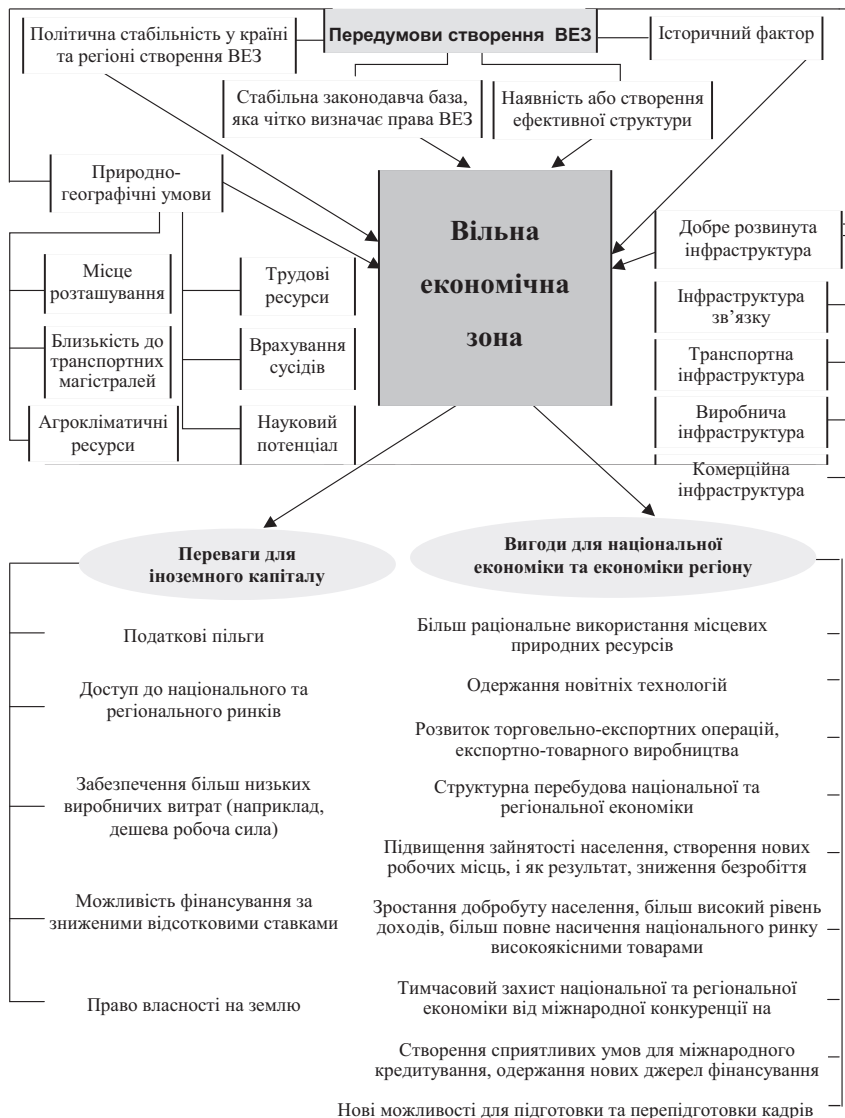 Передумови створення ВЕЗ
Політична стабільність у країні
та регіоні створення ВЕЗ
Історичний фактор
Стабільна законодавча база,
яка чітко визначає права ВЕЗ
Наявність або створення
ефективної структури
Природно-
географічні умови
Місце
розташування
Близькість до
транспортних
магістралей
Агрокліматичні
ресурси
Трудові
ресурси
Врахування
сусідів
Науковий
потенціал
Вільна
економічна
зона
Добре розвинута
інфраструктура
Інфраструктура
зв’язку
Транспортна
інфраструктура
Виробнича
інфраструктура
Комерційна
інфраструктура
Переваги для
іноземного капіталу
Податкові пільги
Доступ до національного та
регіонального ринків
Забезпечення більш низьких
виробничих витрат (наприклад,
дешева робоча сила)
Можливість фінансування за
зниженими відсотковими ставками
Право власності на землю
Вигоди для національної
економіки та економіки регіону
Більш раціональне використання місцевих
природних ресурсів
Одержання новітніх технологій
Розвиток торговельно-експортних операцій,
експортно-товарного виробництва
Структурна перебудова національної та
регіональної економіки
Підвищення зайнятості населення, створення нових
робочих місць, і як результат, зниження безробіття
Зростання добробуту населення, більш високий рівень
доходів, більш повне насичення національного ринку
високоякісними товарами
Тимчасовий захист національної та регіональної
економіки від міжнародної конкуренції на
Створення сприятливих умов для міжнародного
кредитування, одержання нових джерел фінансування
Нові можливості для підготовки та перепідготовки кадрів